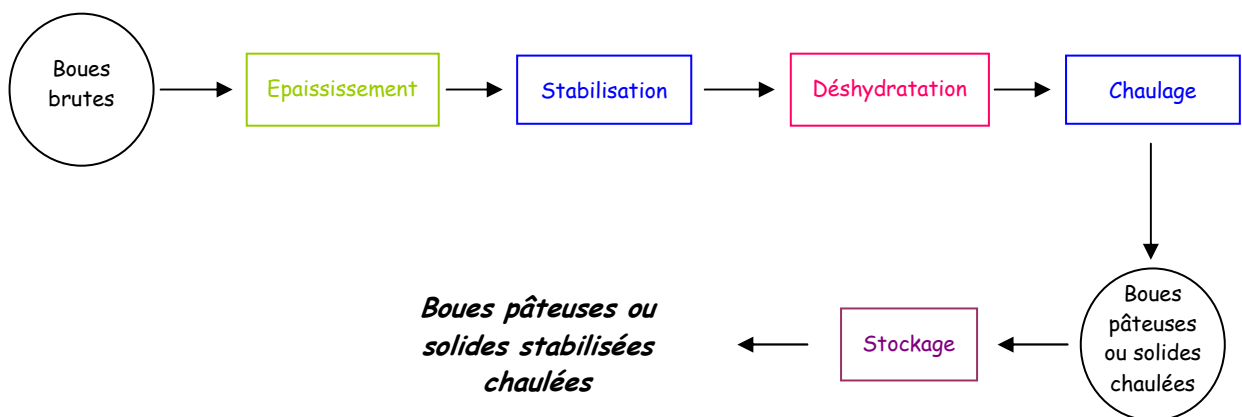 Boues
brutes
Epaississement
Stabilisation
Déshydratation
Chaulage
Boues
pâteuses
ou solides
chaulées
Stockage
Boues pâteuses ou
solides stabilisées
chaulées